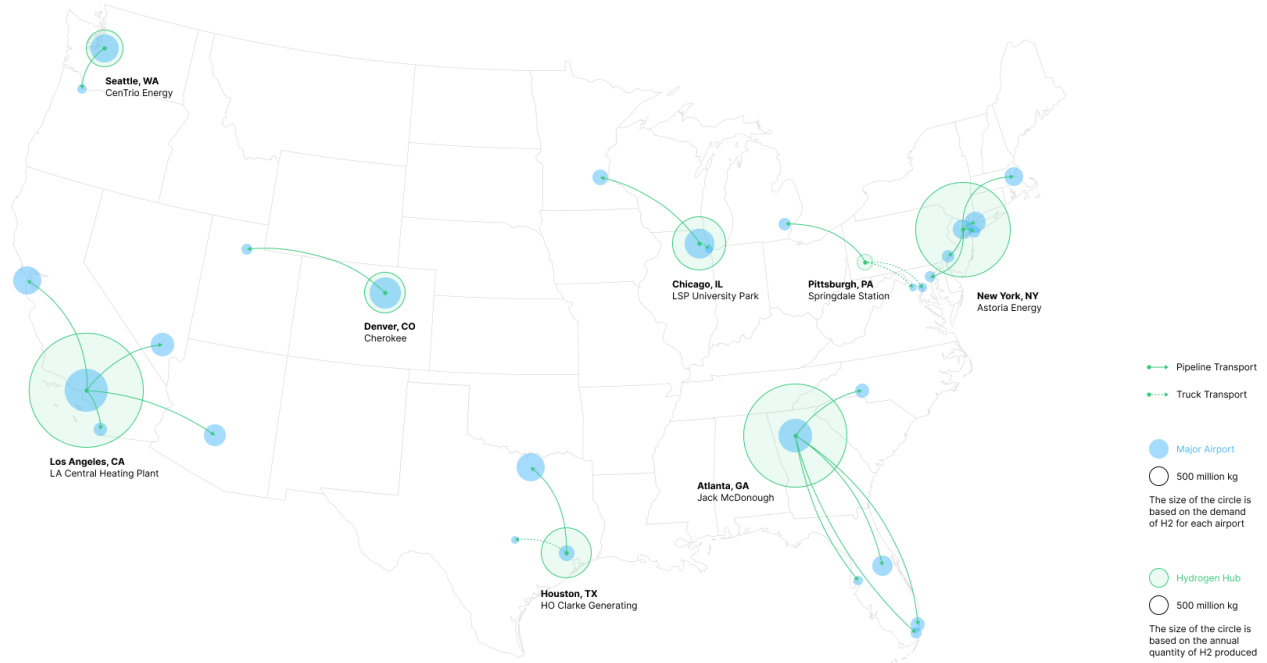 Seattle, WA
CenTrio Energy
Chicago, IL
LSP University Park
Pittsburgh, PA
Springdale Station
New York, NY
Astoria Energy
Denver, CO
Cherokee
Los Angeles, CA
LA Central Heating Plant
Atlanta, GA
Jack McDonough
Houston, TX
HO Clarke Generating
Pipeline Transport
Truck Transport
Major Airport
500 million kg
The size of the circle is
based on the demand
of H2 for each airport
Hydrogen Hub
500 million kg
The size of the circle is
based on the annual
quantity of H2 produced